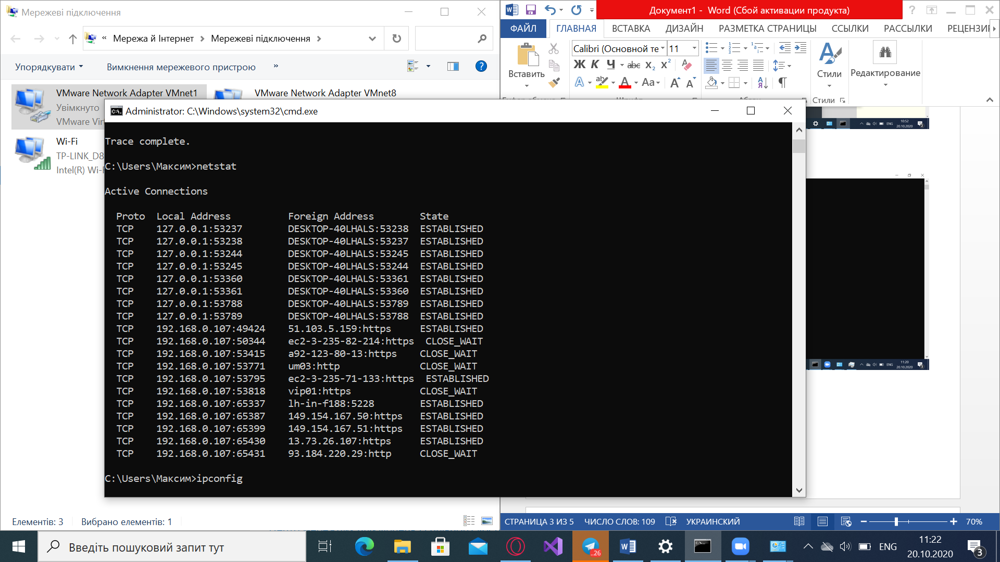 Мережеві підключення
« Мережа й Інтернет > Мережеві підключення >
Упорядкувати
Вимкнення мережевого пристрою »
VMware Network Adapter VMnet1
Увімкнуто
VMware Vir
VMware Network Adapter VMnet8
Wi-Fi
TP-LINK_D8
Intel(R) Wi-F
Елементів: 3
Вибрано елементів: 1
Документ1 - Word (Сбой активации продукта)
ФАЙЛ ГЛАВНАЯ ВСТАВКА ДИЗАЙН РАЗМЕТКА СТРАНИЦЫ ССЫЛКИ РАССЫЛКИ РЕЦЕНЗИ
Calibri (Основной те 11
Вставить
Ж К Ч abc X₂ X²
Aa
Стили
Редактирование
Стили
ENG
10:52
20.10.2020
ENG
11:20
20.10.2020
СТРАНИЦА 3 ИЗ 5 ЧИСЛО СЛОВ: 109 УКРАИНСКИЙ 70%
Administrator: C:\Windows\system32\cmd.exe
Trace complete.
C:\Users\Максим>netstat
Active Connections
Proto Local Address Foreign Address State
TCP 127.0.0.1:53237 DESKTOP-40LHALS:53238 ESTABLISHED
TCP 127.0.0.1:53238 DESKTOP-40LHALS:53237 ESTABLISHED
TCP 127.0.0.1:53244 DESKTOP-40LHALS:53245 ESTABLISHED
TCP 127.0.0.1:53245 DESKTOP-40LHALS:53244 ESTABLISHED
TCP 127.0.0.1:53360 DESKTOP-40LHALS:53361 ESTABLISHED
TCP 127.0.0.1:53361 DESKTOP-40LHALS:53360 ESTABLISHED
TCP 127.0.0.1:53788 DESKTOP-40LHALS:53789 ESTABLISHED
TCP 127.0.0.1:53789 DESKTOP-40LHALS:53788 ESTABLISHED
TCP 192.168.0.107:49424 51.103.5.159:https ESTABLISHED
TCP 192.168.0.107:50344 ec2-3-235-82-214:https CLOSE_WAIT
TCP 192.168.0.107:53415 a92-123-80-13:https CLOSE_WAIT
TCP 192.168.0.107:53771 um03:http CLOSE_WAIT
TCP 192.168.0.107:53795 ec2-3-235-71-133:https ESTABLISHED
TCP 192.168.0.107:53818 vip01:https CLOSE_WAIT
TCP 192.168.0.107:65337 lh-in-f188:5228 ESTABLISHED
TCP 192.168.0.107:65387 149.154.167.50:https ESTABLISHED
TCP 192.168.0.107:65399 149.154.167.51:https ESTABLISHED
TCP 192.168.0.107:65430 13.73.26.107:https ESTABLISHED
TCP 192.168.0.107:65431 93.184.220.29:http CLOSE_WAIT
C:\Users\Максим>ipconfig
Введіть пошуковий запит тут
..26
ENG
11:22
20.10.2020
3